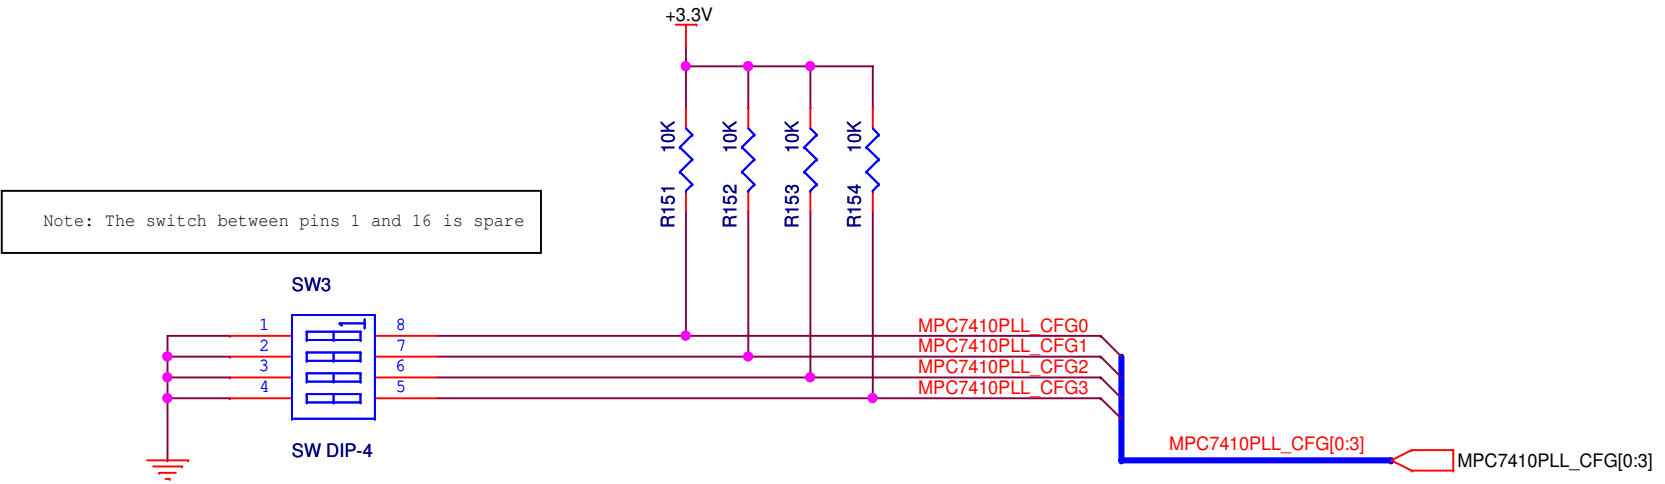 +3.3V
10K
10K
10K
10K
R151
R152
R153
R154
Note: The switch between pins 1 and 16 is spare
SW3
1
8
MPC7410PLL_CFG0
2
7
MPC7410PLL_CFG1
3
6
MPC7410PLL_CFG2
4
5
MPC7410PLL_CFG3
SW DIP-4
MPC7410PLL_CFG[0:3]
MPC7410PLL_CFG[0:3]